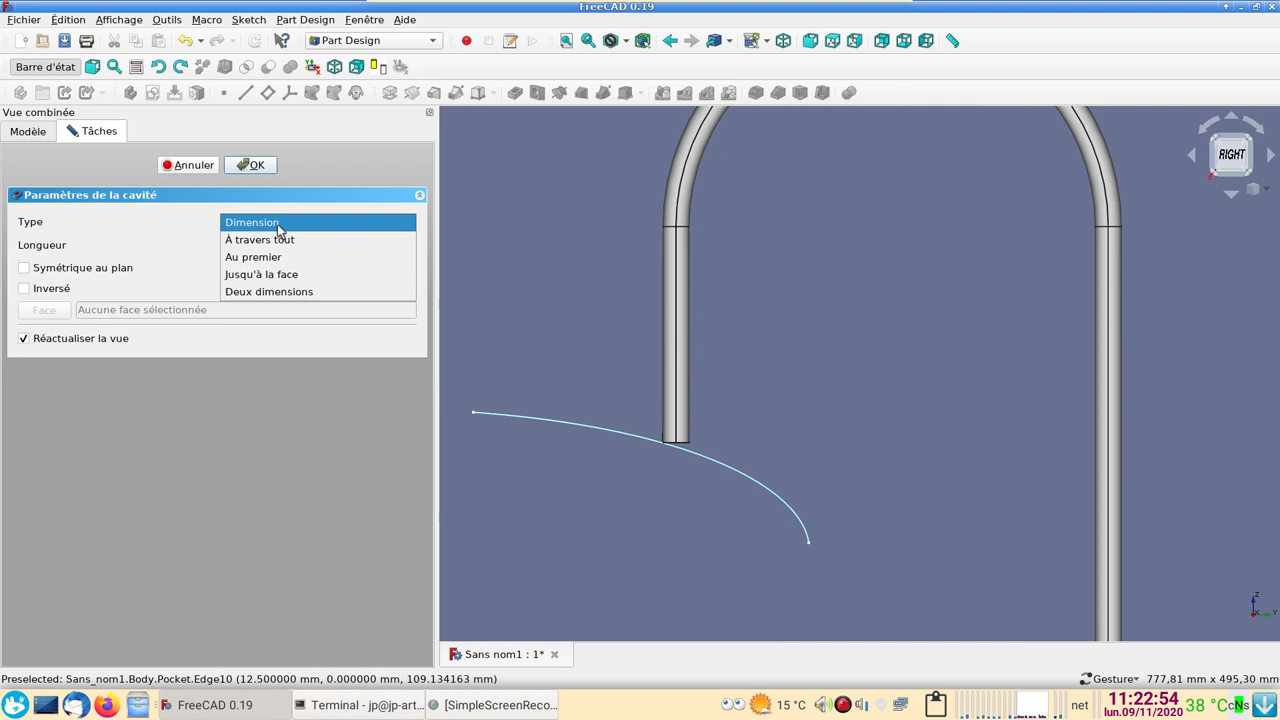 FreeCAD 0.19
Fichier Édition Affichage Outils Macro Sketch Part Design Fenêtre Aide
Part Design
Barre d'état
Vue combinée
Modèle Tâches
Annuler OK
Paramètres de la cavité
Type Dimension
À travers tout
Longueur
Au premier
Symétrique au plan
Jusqu'à la face
Inversé
Deux dimensions
Face Aucune face sélectionnée
Réactualiser la vue
RIGHT
Z
Y
Sans nom1 : 1*
Preselected: Sans_nom1.Body.Pocket.Edge10 (12.500000 mm, 0.000000 mm, 109.134163 mm)
Gesture 777,81 mm x 495,30 mm
FreeCAD 0.19
Terminal - jp@jp-art...
[SimpleScreenReco...
15 °C
net
11:22:54
lun.09/11/2020
38 °C